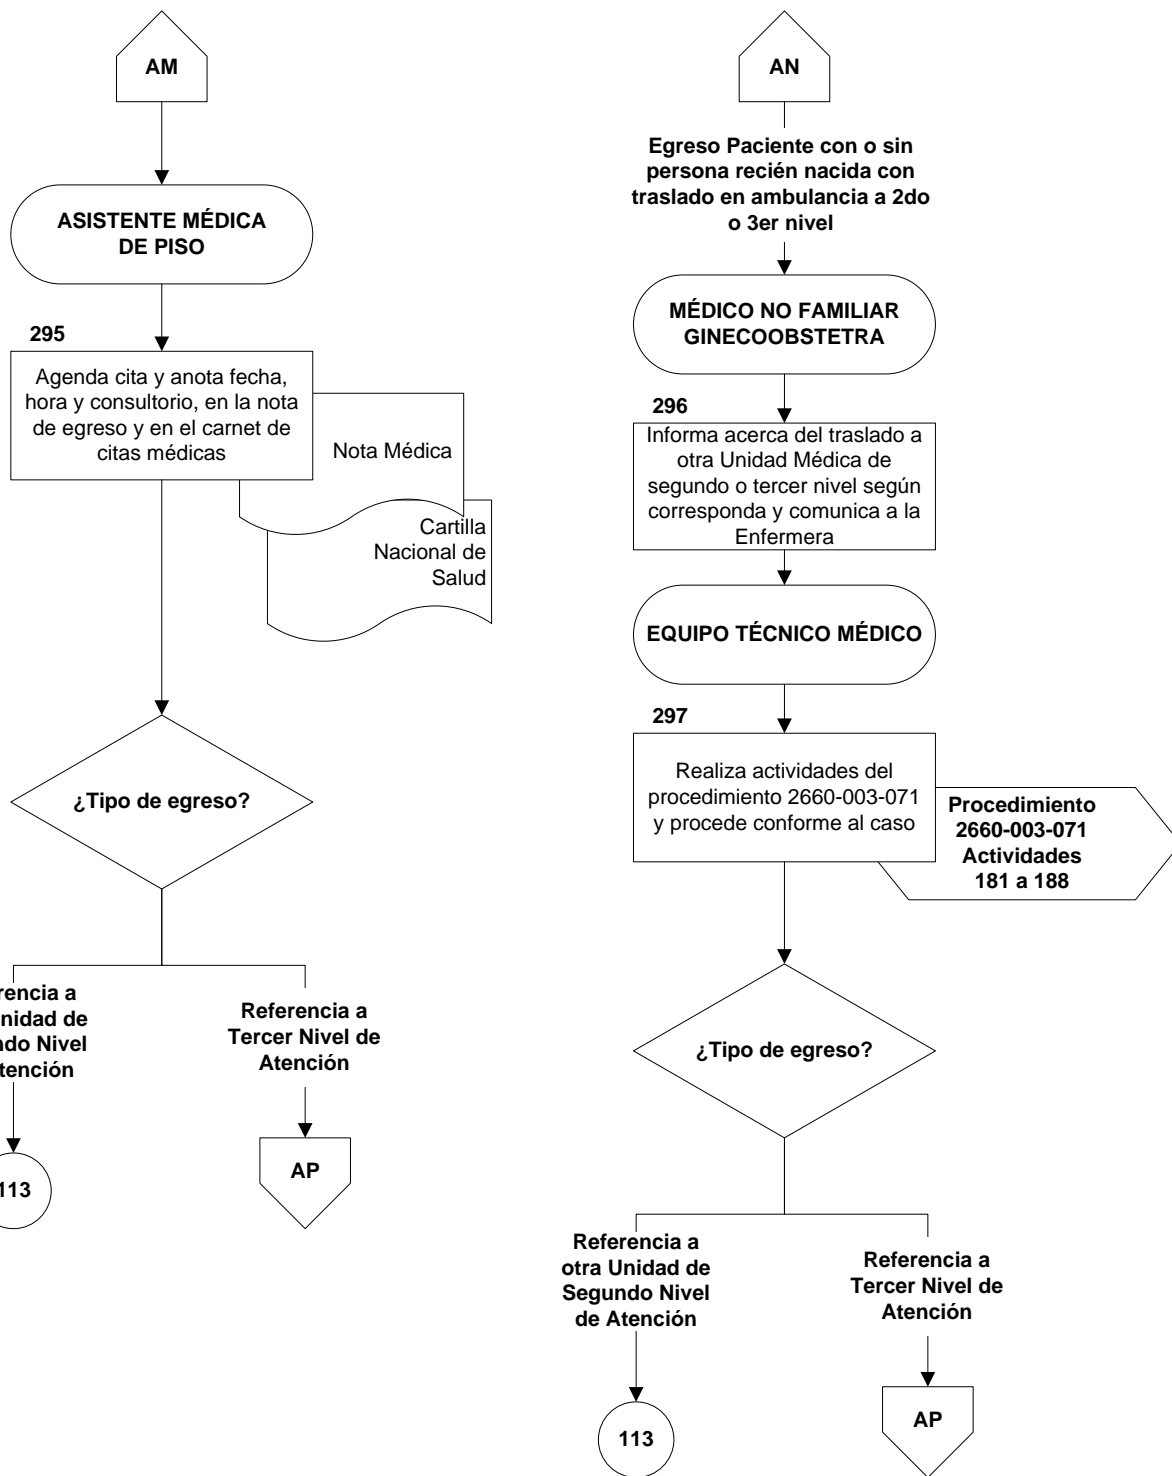 AM
ASISTENTE MÉDICA
DE PISO
295
Agenda cita y anota fecha,
hora y consultorio, en la nota
de egreso y en el carnet de
citas médicas
Nota Médica
Cartilla
Nacional de
Salud
¿Tipo de egreso?
rencia a
nidad de
ndo Nivel
tención
113
Referencia a
Tercer Nivel de
Atención
AP
AN
Egreso Paciente con o sin
persona recién nacida con
traslado en ambulancia a 2do
o 3er nivel
MÉDICO NO FAMILIAR
GINECOOBSTETRA
296
Informa acerca del traslado a
otra Unidad Médica de
segundo o tercer nivel según
corresponda y comunica a la
Enfermera
EQUIPO TÉCNICO MÉDICO
297
Realiza actividades del
procedimiento 2660-003-071
y procede conforme al caso
Procedimiento
2660-003-071
Actividades
181 a 188
¿Tipo de egreso?
Referencia a
otra Unidad de
Segundo Nivel
de Atención
113
Referencia a
Tercer Nivel de
Atención
AP